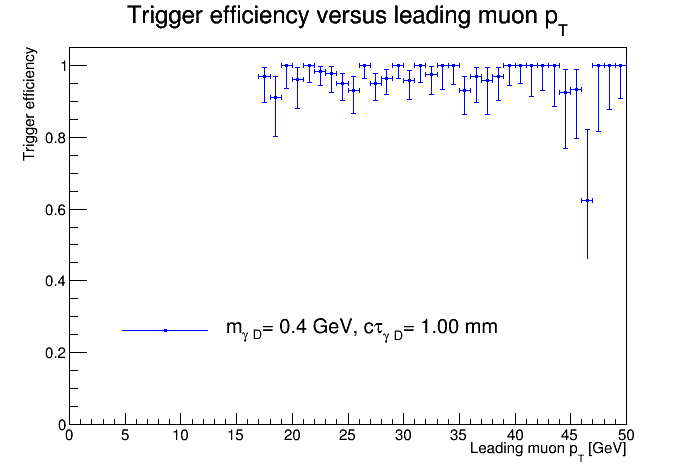 Trigger efficiency versus leading muon p_T
Trigger efficiency
1
0.8
0.6
0.4
0.2
0
m_γ D= 0.4 GeV, cτ_γ D= 1.00 mm
0 5 10 15 20 25 30 35 40 45 50
Leading muon p_T [GeV]